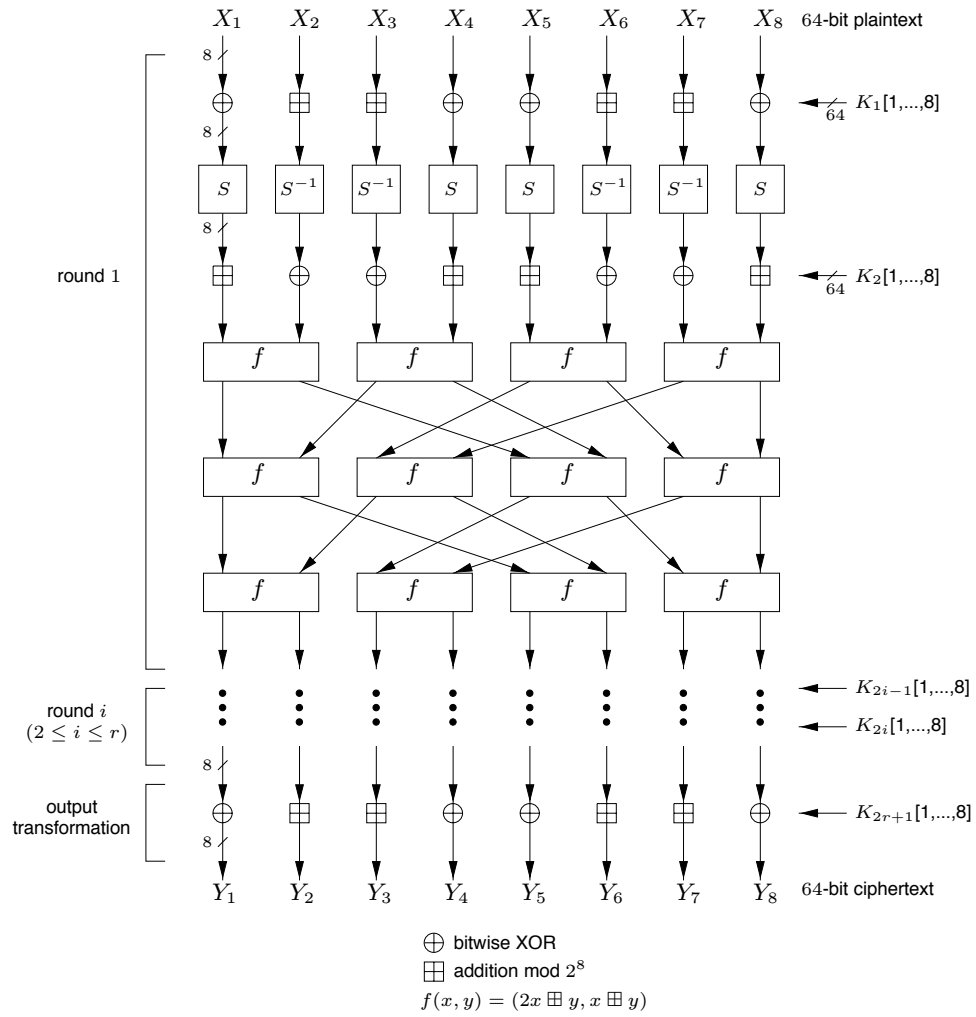 X₁ X₂ X₃ X₄ X₅ X₆ X₇ X₈ 64-bit plaintext
8
K₁[1,...,8]
64
8
S S⁻¹ S⁻¹ S S S⁻¹ S⁻¹ S
8
round 1
K₂[1,...,8]
64
f f f f
f f f f
f f f f
K₂ᵢ₋₁[1,...,8]
round i
(2 ≤ i ≤ r)
K₂ᵢ[1,...,8]
8
output
transformation
K₂ᵣ₊₁[1,...,8]
8
Y₁ Y₂ Y₃ Y₄ Y₅ Y₆ Y₇ Y₈ 64-bit ciphertext
⊕ bitwise XOR
⊞ addition mod 2⁸
f(x, y) = (2x ⊞ y, x ⊞ y)